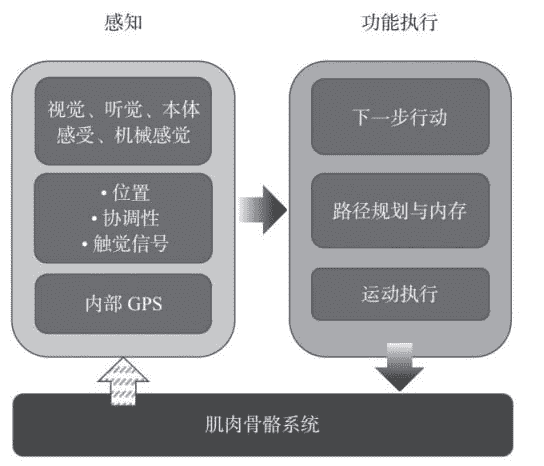 感知
功能执行
视觉、听觉、本体
感受、机械感觉
• 位置
• 协调性
• 触觉信号
内部 GPS
下一步行动
路径规划与内存
运动执行
肌肉骨骼系统